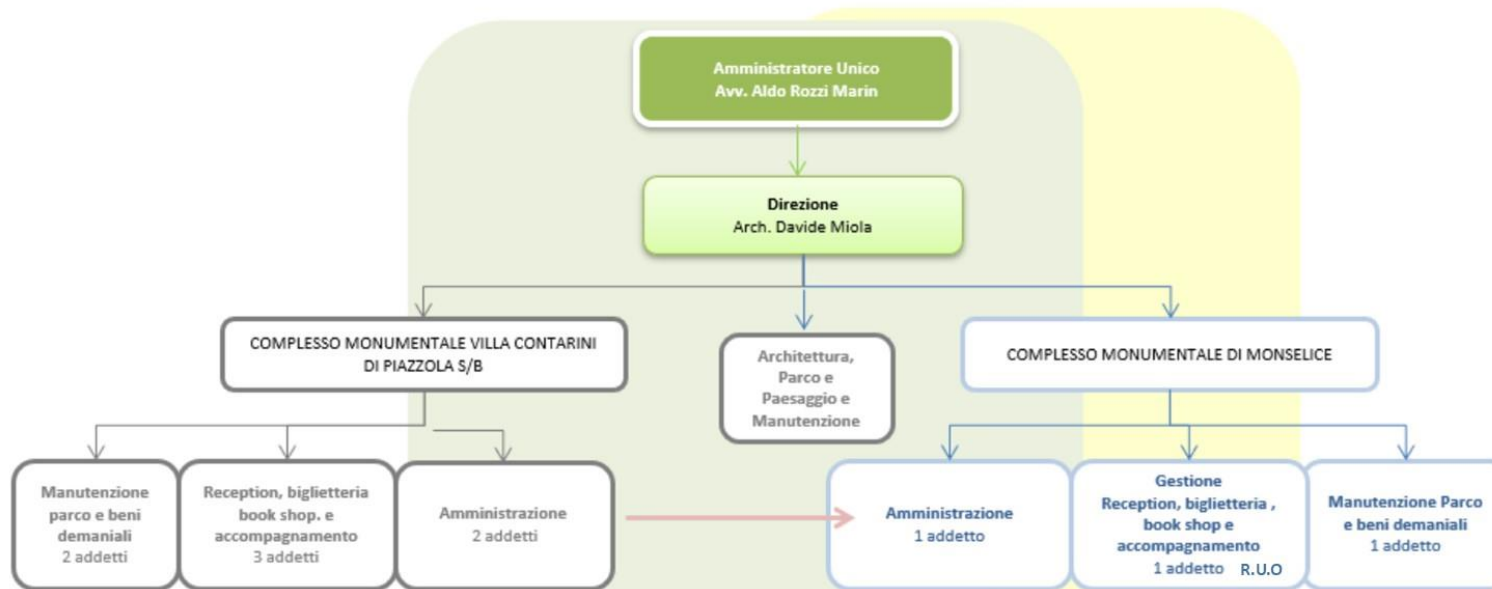 Amministratore Unico
Avv. Aldo Rozzi Marin
Direzione
Arch. Davide Miola
COMPLESSO MONUMENTALE VILLA CONTARINI
DI PIAZZOLA S/B
Architettura,
Parco e
Paesaggio e
Manutenzione
COMPLESSO MONUMENTALE DI MONSELICE
Manutenzione
parco e beni
demaniali
2 addetti
Reception, biglietteria
book shop. e
accompagnamento
3 addetti
Amministrazione
2 addetti
Amministrazione
1 addetto
Gestione
Reception, biglietteria ,
book shop e
accompagnamento
1 addetto R.U.O
Manutenzione Parco
e beni demaniali
1 addetto